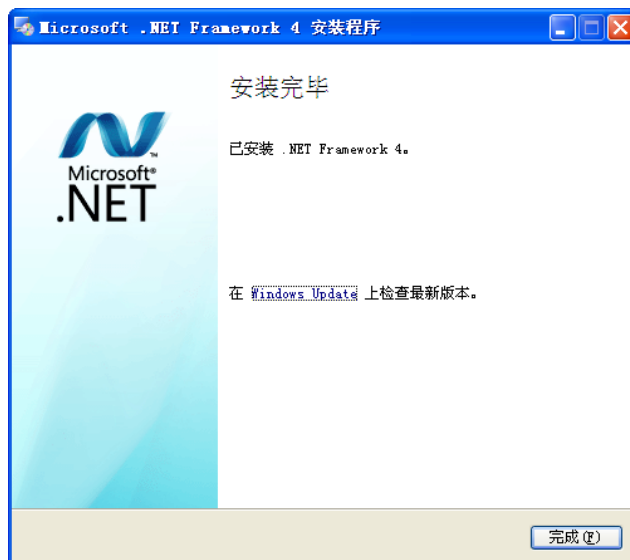 Microsoft .NET Framework 4 安装程序
安装完毕
Microsoft®
.NET
已安装 .NET Framework 4。
在 Windows Update 上检查最新版本。
完成(F)